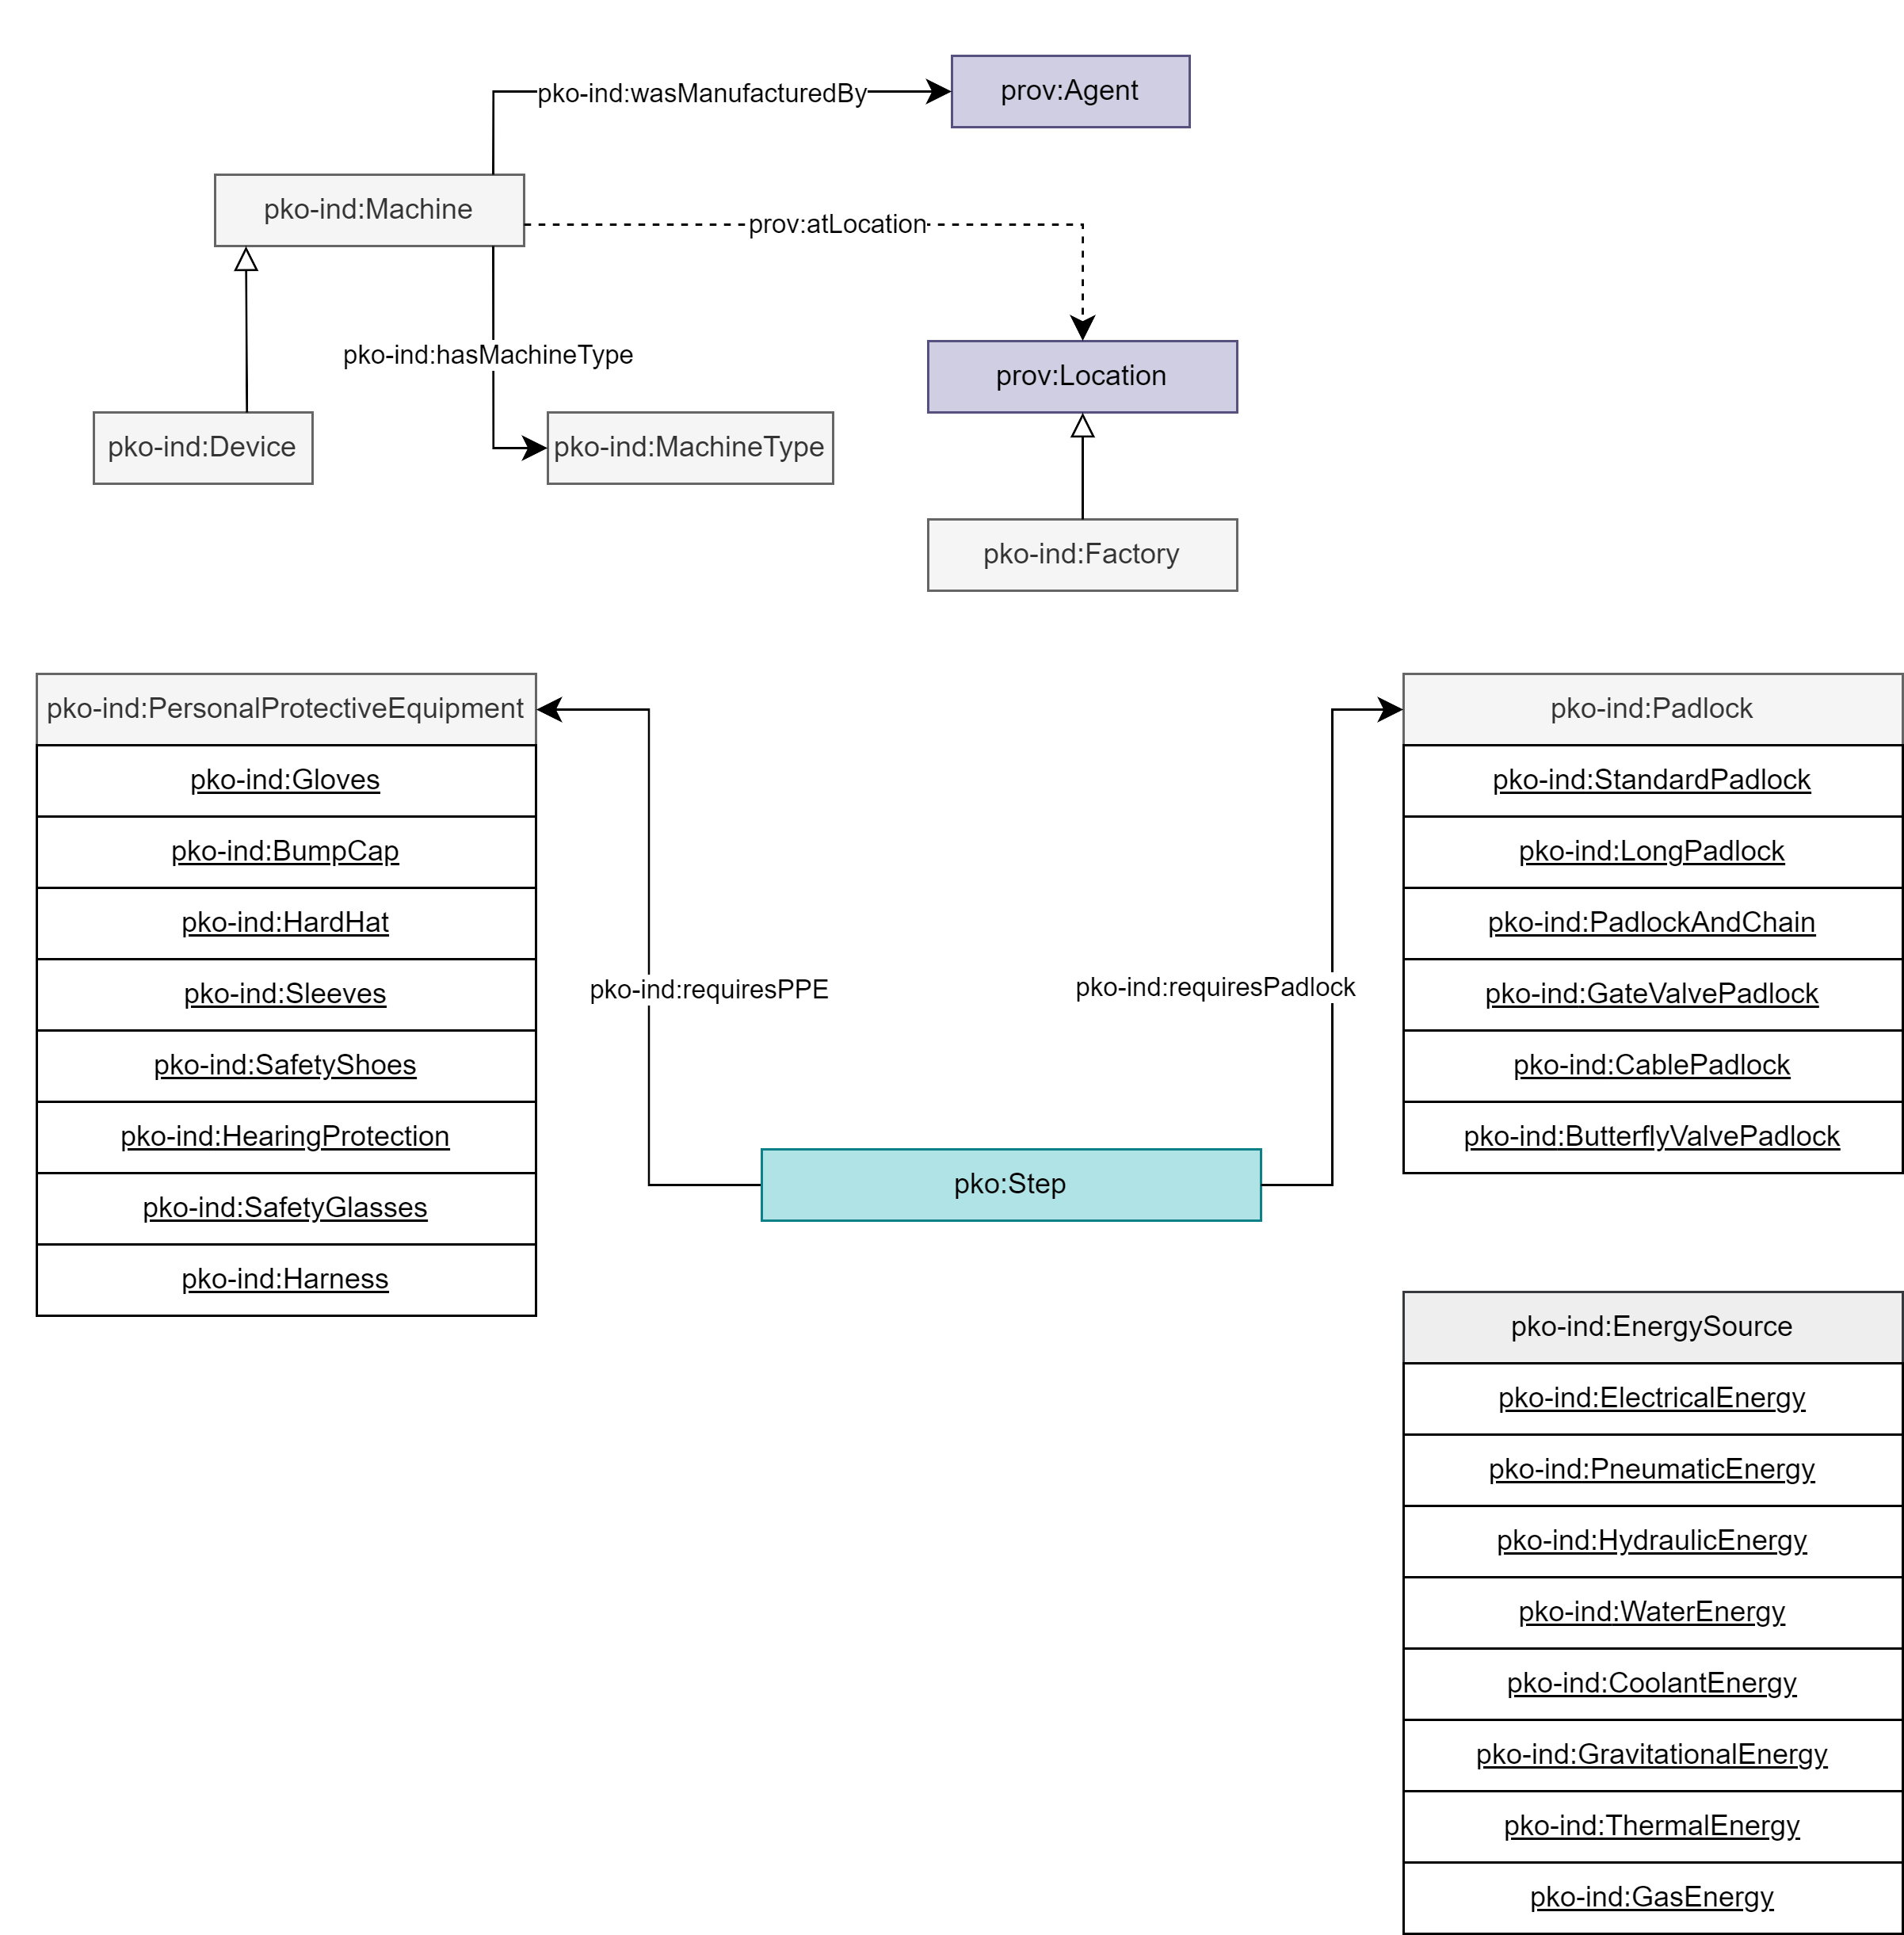 pko-ind:wasManufacturedBy
prov:Agent
pko-ind:Machine
prov:atLocation
pko-ind:hasMachineType
prov:Location
pko-ind:Device
pko-ind:MachineType
pko-ind:Factory
pko-ind:PersonalProtectiveEquipment
pko-ind:Gloves
pko-ind:BumpCap
pko-ind:HardHat
pko-ind:Sleeves
pko-ind:SafetyShoes
pko-ind:HearingProtection
pko-ind:SafetyGlasses
pko-ind:Harness
pko-ind:requiresPPE
pko:Step
pko-ind:requiresPadlock
pko-ind:Padlock
pko-ind:StandardPadlock
pko-ind:LongPadlock
pko-ind:PadlockAndChain
pko-ind:GateValvePadlock
pko-ind:CablePadlock
pko-ind:ButterflyValvePadlock
pko-ind:EnergySource
pko-ind:ElectricalEnergy
pko-ind:PneumaticEnergy
pko-ind:HydraulicEnergy
pko-ind:WaterEnergy
pko-ind:CoolantEnergy
pko-ind:GravitationalEnergy
pko-ind:ThermalEnergy
pko-ind:GasEnergy